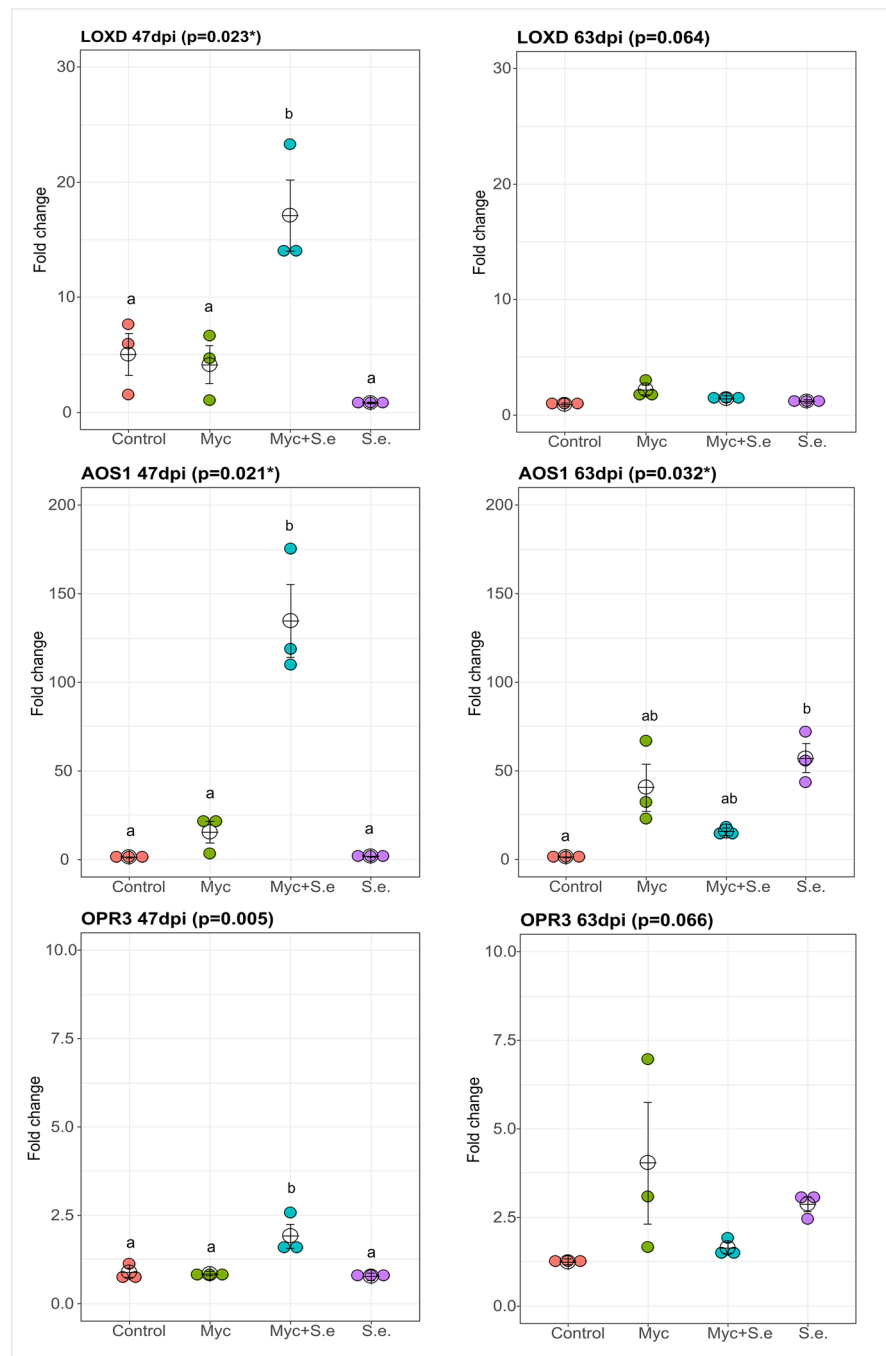 LOXD 47dpi (p=0.023*)
30
b
20
Fold change
10
a
a
a
0
Control Myc Myc+S.e S.e.
LOXD 63dpi (p=0.064)
30
20
Fold change
10
0
Control Myc Myc+S.e S.e.
AOS1 47dpi (p=0.021*)
200
b
150
Fold change
100
50
a
a
a
0
Control Myc Myc+S.e S.e.
AOS1 63dpi (p=0.032*)
200
150
Fold change
100
b
ab
50
ab
a
0
Control Myc Myc+S.e S.e.
OPR3 47dpi (p=0.005)
10.0
7.5
Fold change
5.0
b
2.5
a
a
a
0.0
Control Myc Myc+S.e S.e.
OPR3 63dpi (p=0.066)
10.0
7.5
Fold change
5.0
2.5
0.0
Control Myc Myc+S.e S.e.